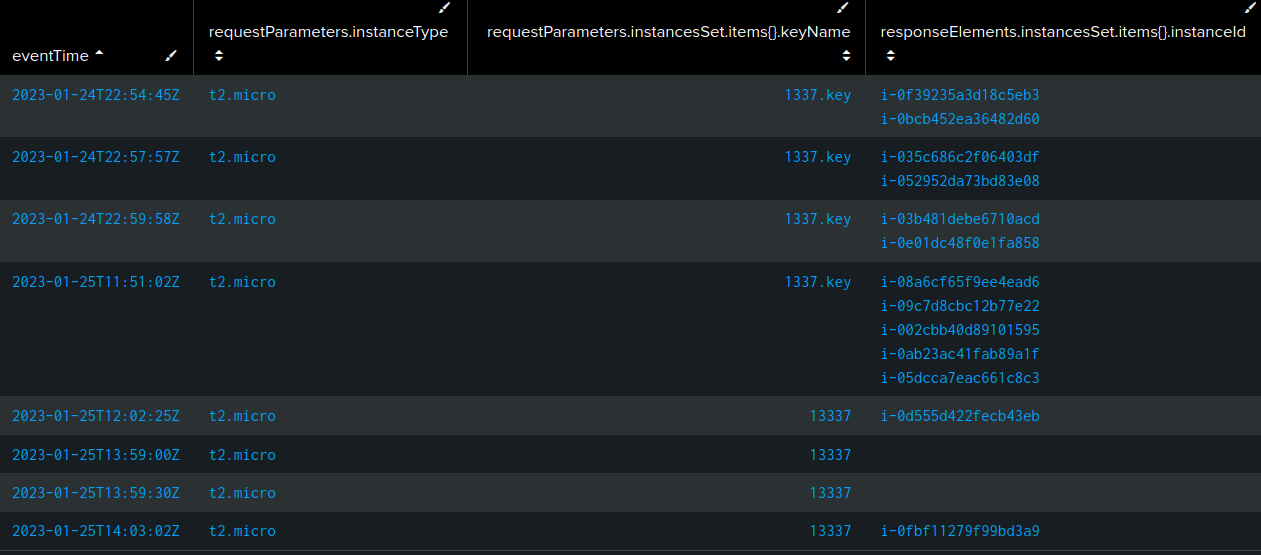 eventTime requestParameters.instanceType requestParameters.instancesSet.items{}.keyName responseElements.instancesSet.items{}.instanceId
2023-01-24T22:54:45Z t2.micro 1337.key i-0f39235a3d18c5eb3
i-0bcb452ea36482d60
2023-01-24T22:57:57Z t2.micro 1337.key i-035c686c2f06403df
i-052952da73bd83e08
2023-01-24T22:59:58Z t2.micro 1337.key i-03b481debe6710acd
i-0e01dc48f0e1fa858
2023-01-25T11:51:02Z t2.micro 1337.key i-08a6cf65f9ee4ead6
i-09c7d8cbc12b77e22
i-002cbb40d89101595
i-0ab23ac41fab89a1f
i-05dcca7eac661c8c3
2023-01-25T12:02:25Z t2.micro 13337 i-0d555d422fecb43eb
2023-01-25T13:59:00Z t2.micro 13337
2023-01-25T13:59:30Z t2.micro 13337
2023-01-25T14:03:02Z t2.micro 13337 i-0fbf11279f99bd3a9